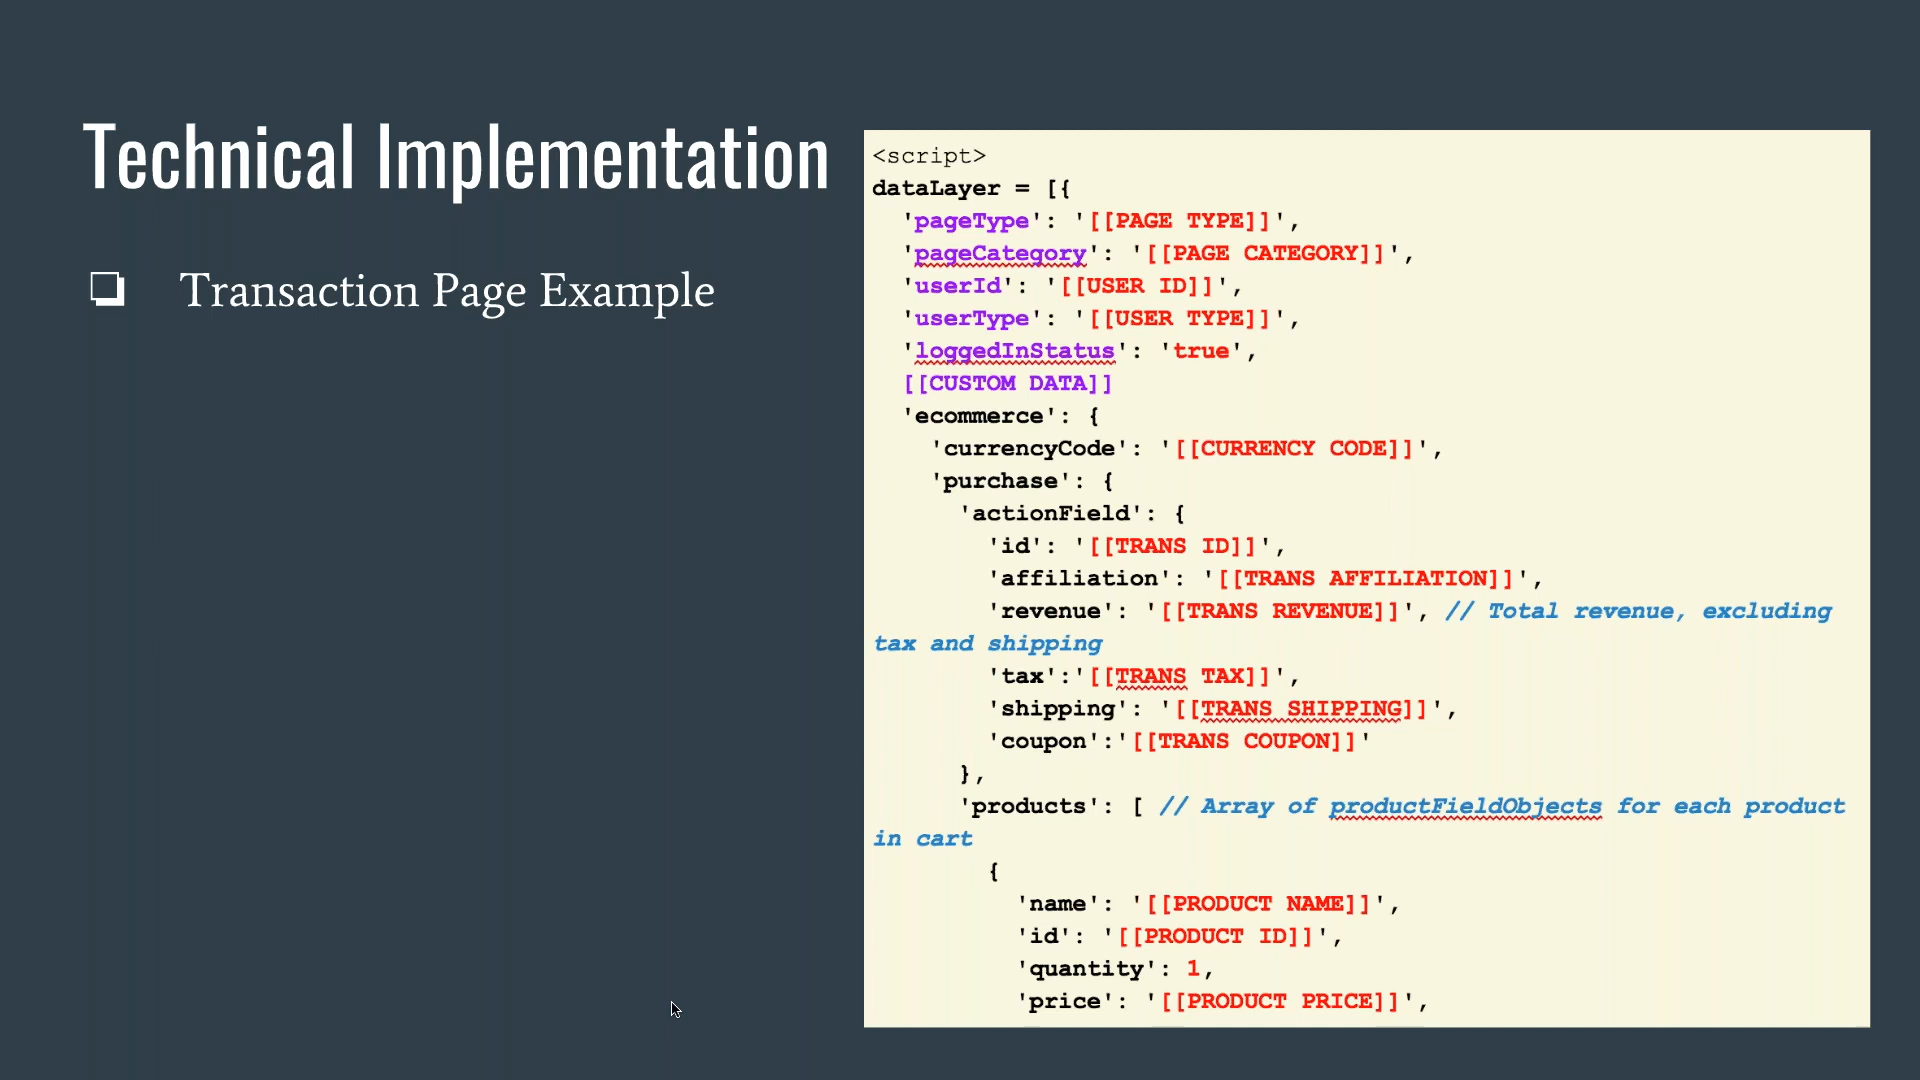 Technical Implementation
❏ Transaction Page Example
<script>
dataLayer = [{
  'pageType': '[[PAGE TYPE]]',
  'pageCategory': '[[PAGE CATEGORY]]',
  'userId': '[[USER ID]]',
  'userType': '[[USER TYPE]]',
  'loggedInStatus': 'true',
  [[CUSTOM DATA]]
  'ecommerce': {
    'currencyCode': '[[CURRENCY CODE]]',
    'purchase': {
      'actionField': {
        'id': '[[TRANS ID]]',
        'affiliation': '[[TRANS AFFILIATION]]',
        'revenue': '[[TRANS REVENUE]]', // Total revenue, excluding
tax and shipping
        'tax':'[[TRANS TAX]]',
        'shipping': '[[TRANS SHIPPING]]',
        'coupon':'[[TRANS COUPON]]'
      },
      'products': [ // Array of productFieldObjects for each product
in cart
        {
          'name': '[[PRODUCT NAME]]',
          'id': '[[PRODUCT ID]]',
          'quantity': 1,
          'price': '[[PRODUCT PRICE]]',